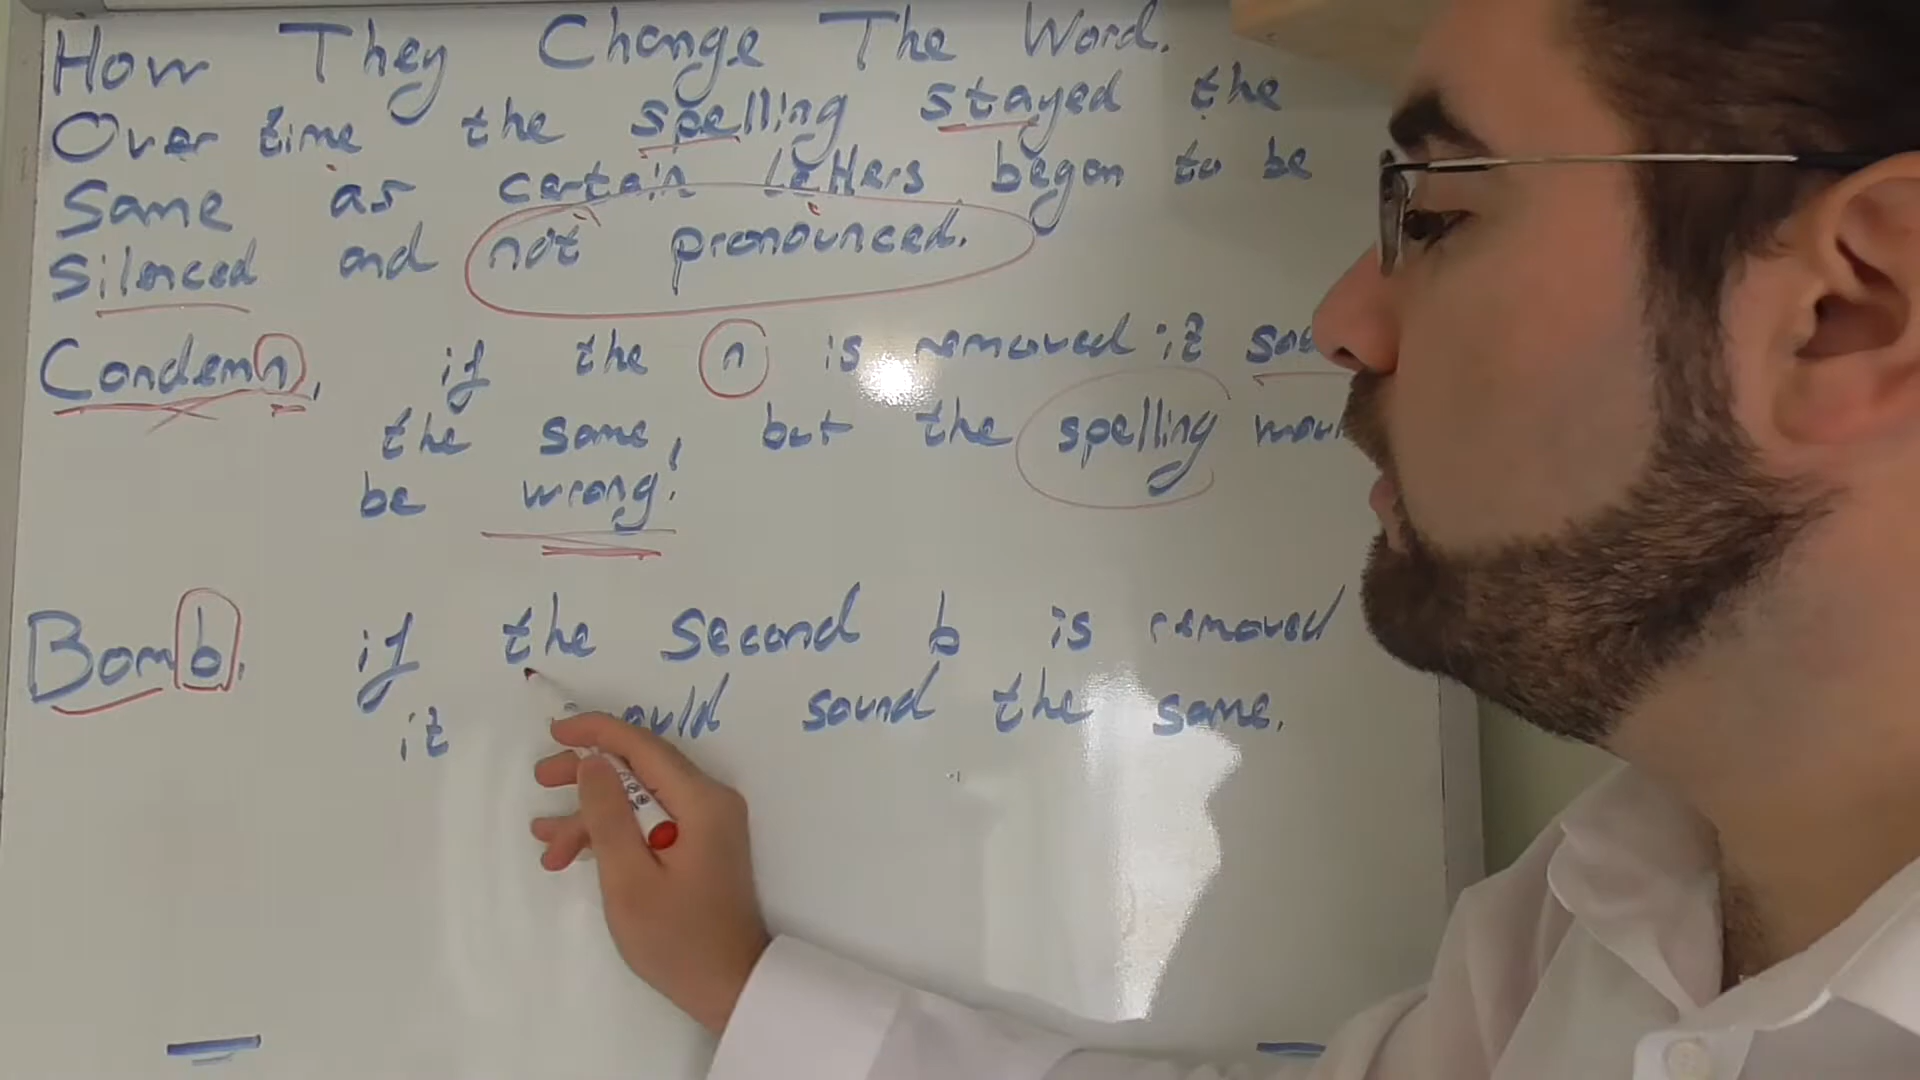 How They Change The Word.
Over time the spelling stayed the
same as certain letters began to be
silenced and not pronounced.
Condemn, if the n is removed it
the same, but the spelling
be wrong!
Bomb, if the second b is removed
it sound the same.